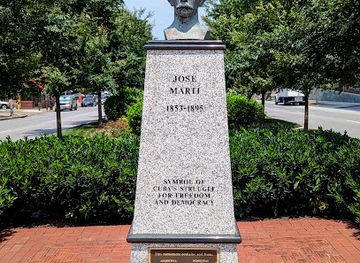 JOSE
MARTI
1853-1895
SYMBOL OF
CUBA'S STRUGGLE
FOR FREEDOM
AND DEMOCRACY